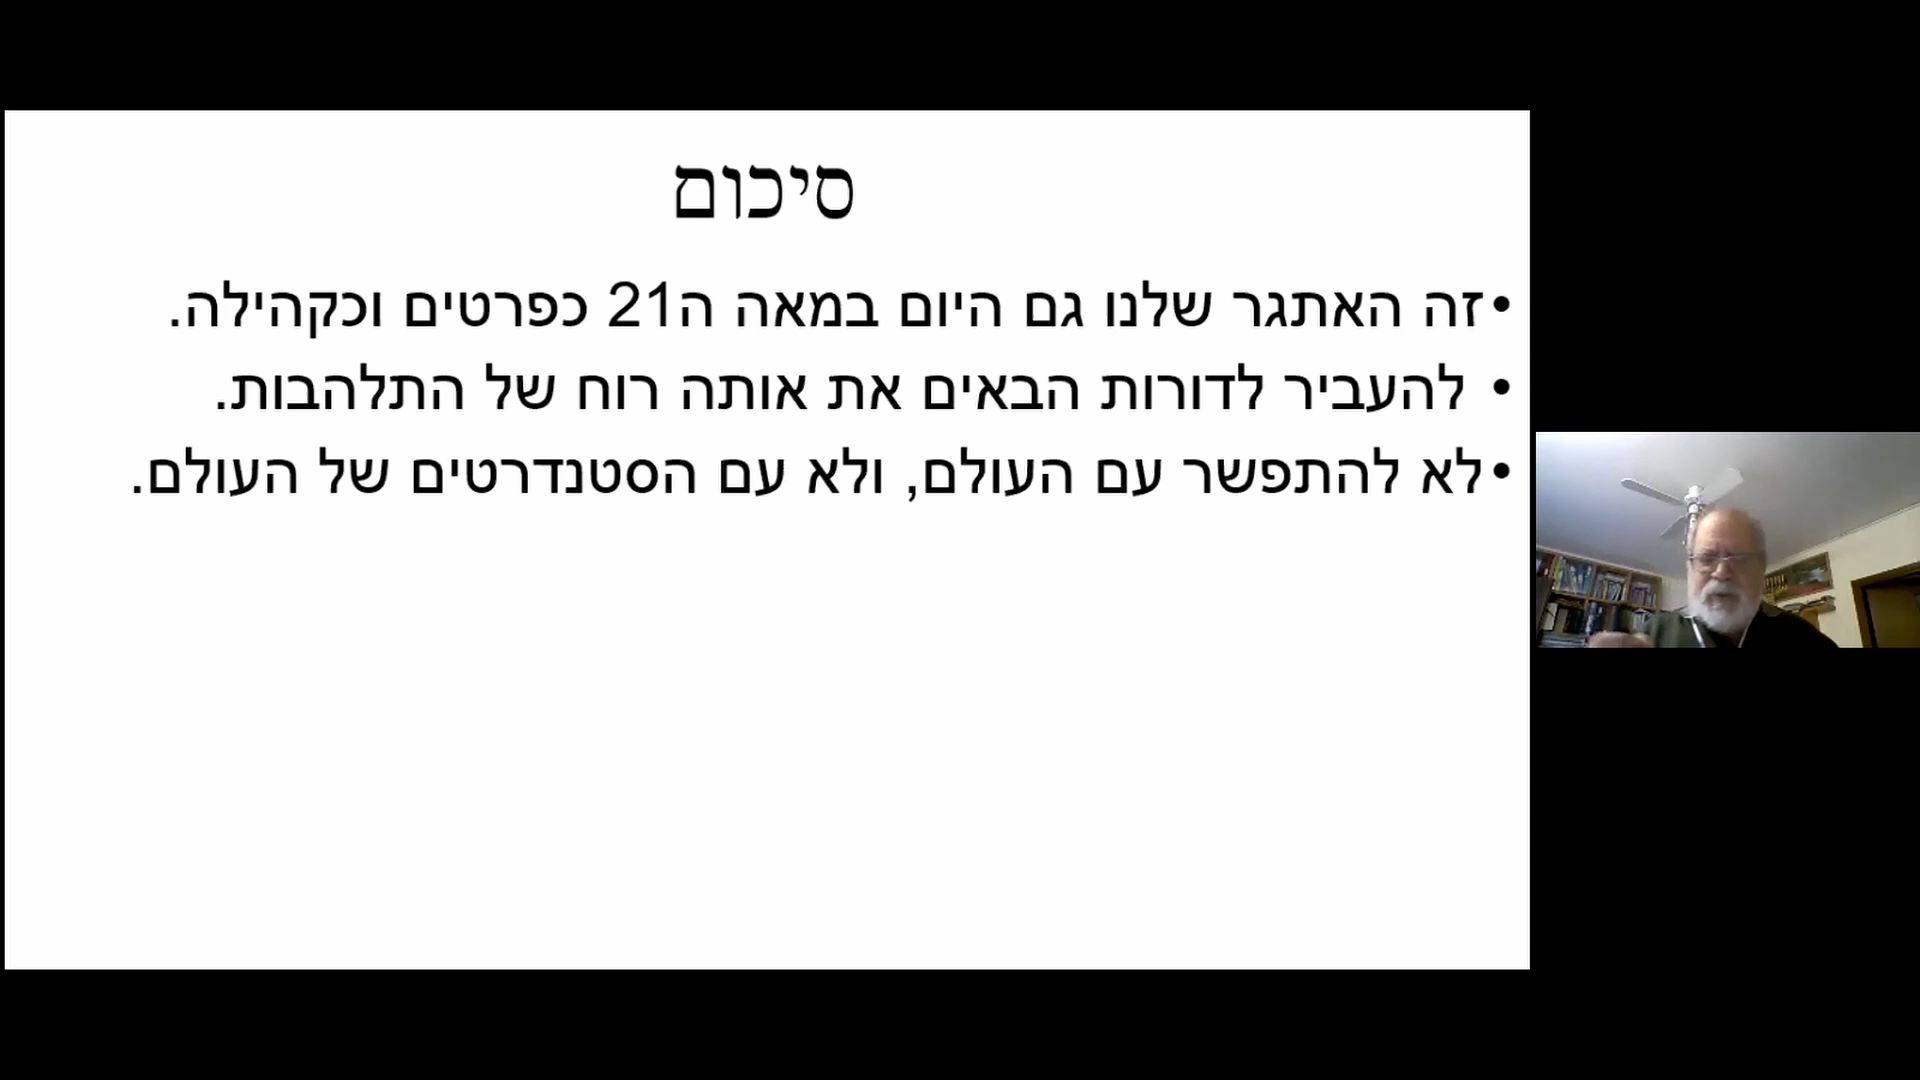 סיכום
•זה האתגר שלנו גם היום במאה ה21 כפרטים וכקהילה.
• להעביר לדורות הבאים את אותה רוח של התלהבות.
•לא להתפשר עם העולם, ולא עם הסטנדרטים של העולם.